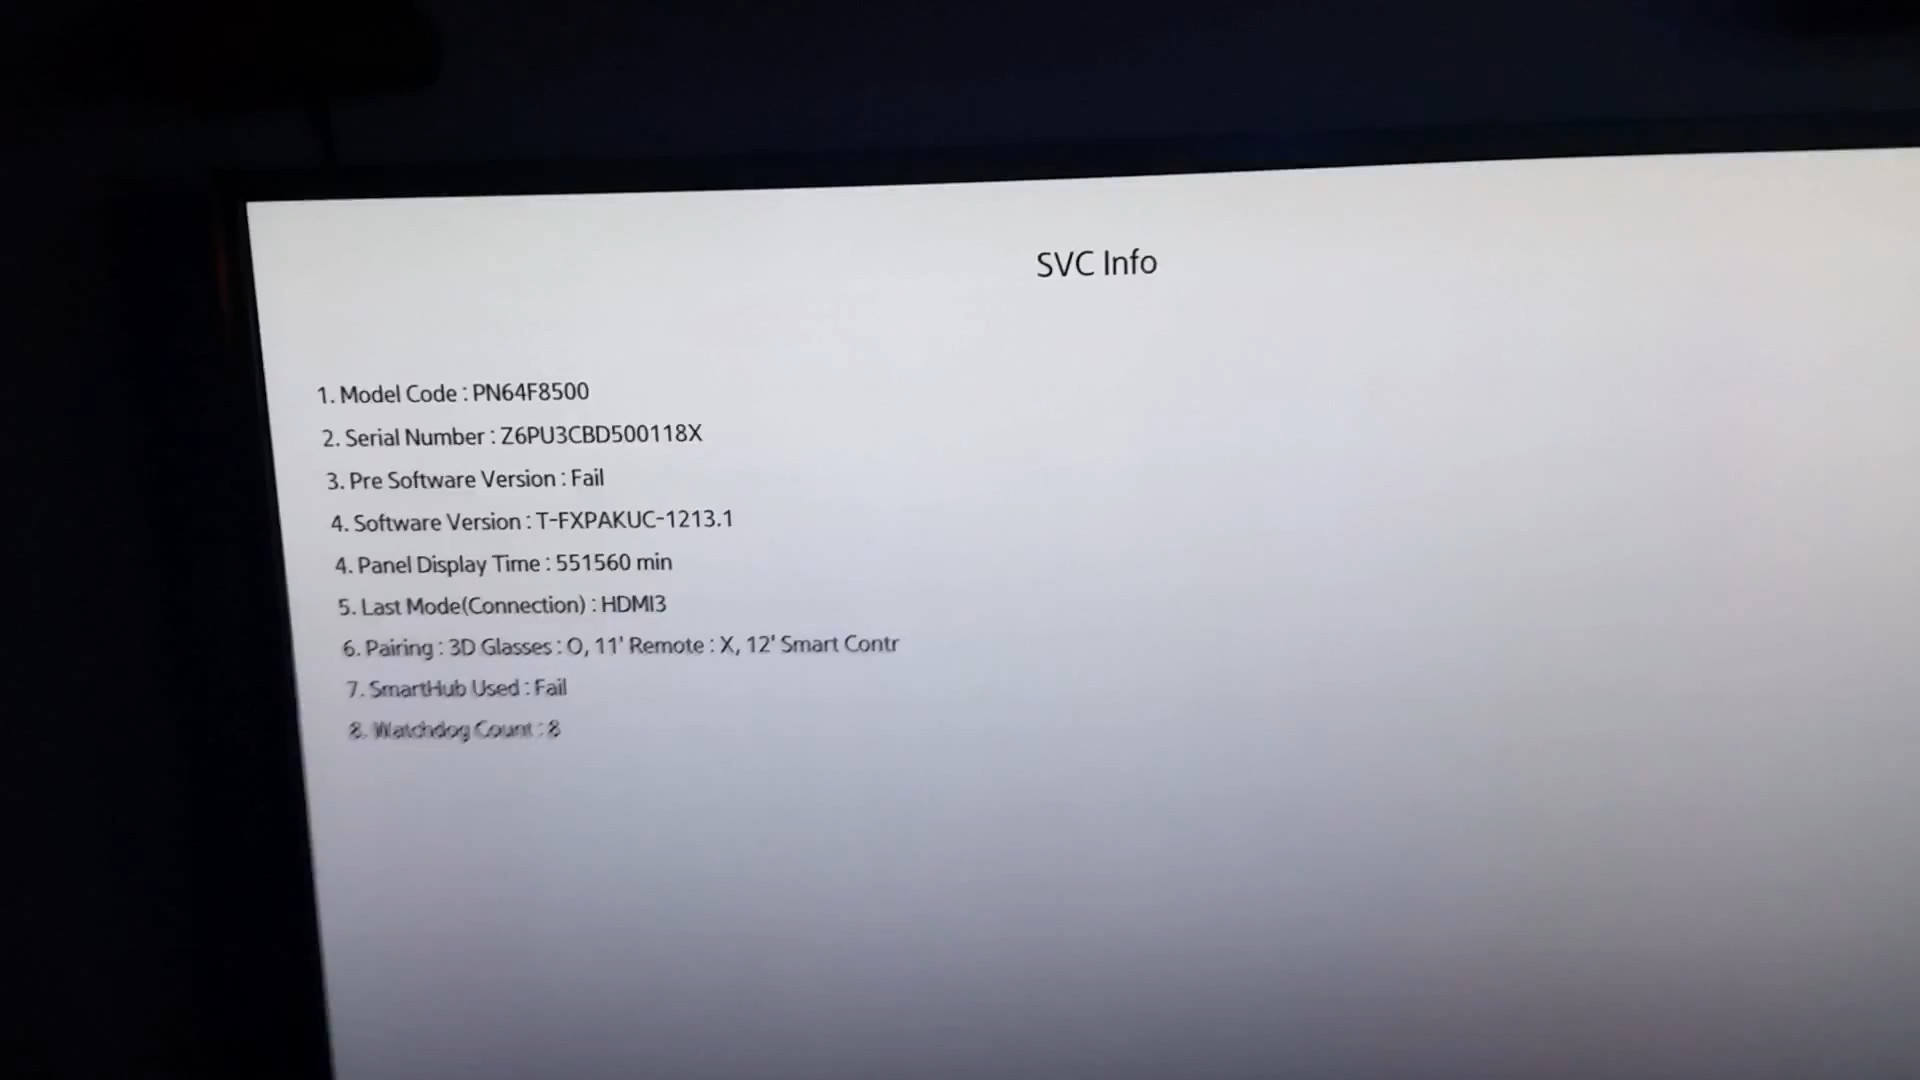 SVC Info
1. Model Code : PN64F8500
2. Serial Number : Z6PU3CBD500118X
3. Pre Software Version : Fail
4. Software Version : T-FXPAKUC-1213.1
4. Panel Display Time : 551560 min
5. Last Mode(Connection) : HDMI3
6. Pairing : 3D Glasses : O, 11' Remote : X, 12' Smart Contr
7. SmartHub Used : Fail
8. Watchdog Count : 8